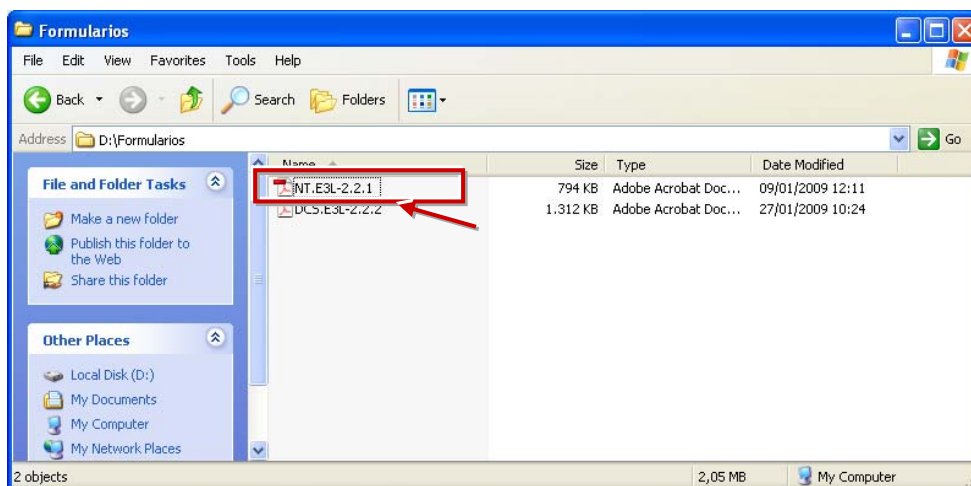 Formularios
File Edit View Favorites Tools Help
Back Search Folders
Address D:\Formularios Go
File and Folder Tasks
Make a new folder
Publish this folder to
the Web
Share this folder
Other Places
Local Disk (D:)
My Documents
My Computer
My Network Places
Name Size Type Date Modified
NT.E3L-2.2.1 794 KB Adobe Acrobat Doc... 09/01/2009 12:11
DCS.E3L-2.2.2 1.312 KB Adobe Acrobat Doc... 27/01/2009 10:24
2 objects 2,05 MB My Computer